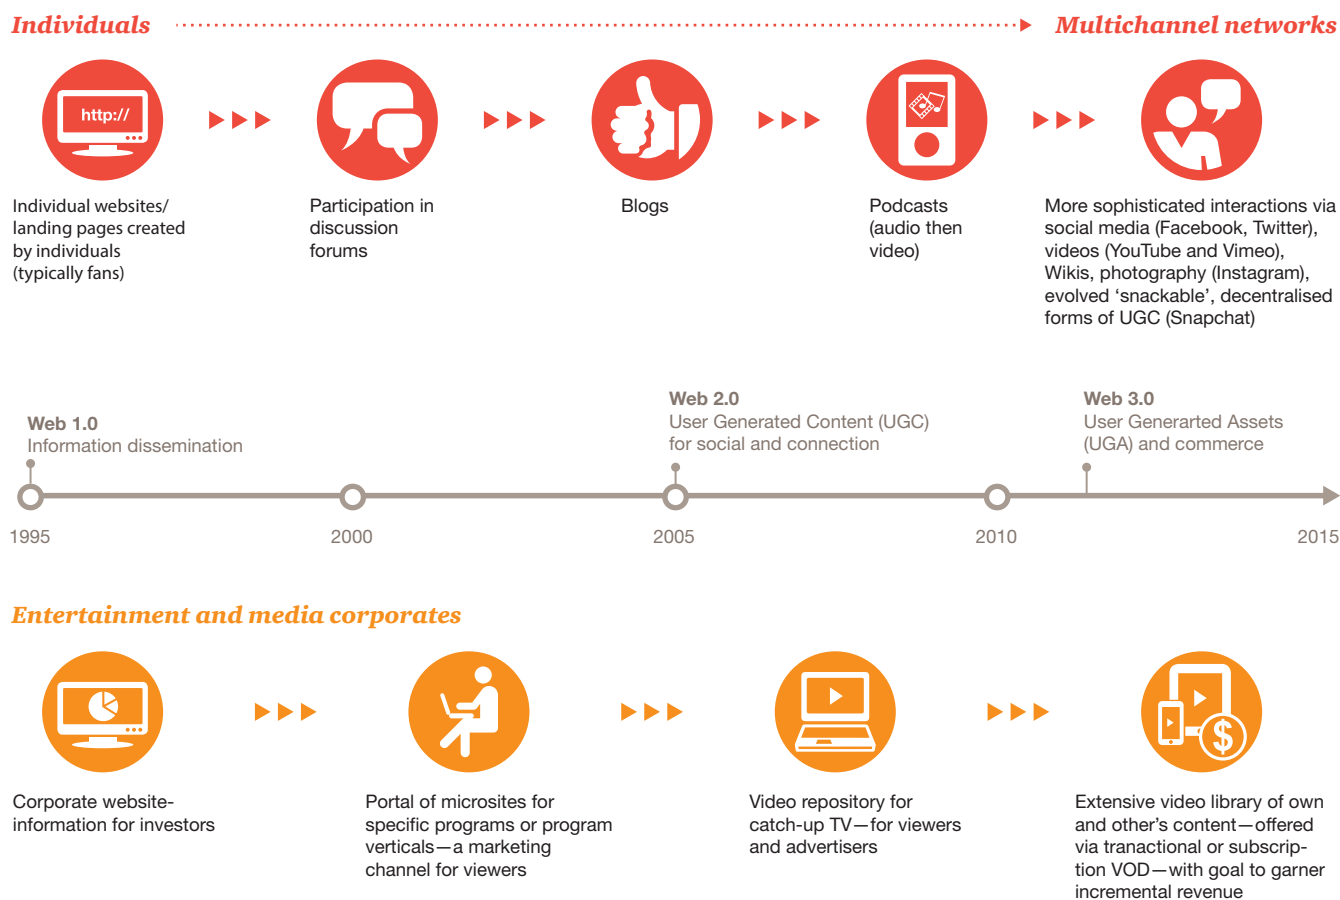 Individuals
Multichannel networks
http://
Individual websites/
landing pages created
by individuals
(typically fans)
Participation in
discussion
forums
Blogs
Podcasts
(audio then
video)
More sophisticated interactions via
social media (Facebook, Twitter),
videos (YouTube and Vimeo),
Wikis, photography (Instagram),
evolved ‘snackable’, decentralised
forms of UGC (Snapchat)
Web 1.0
Information dissemination
Web 2.0
User Generated Content (UGC)
for social and connection
Web 3.0
User Generarted Assets
(UGA) and commerce
1995
2000
2005
2010
2015
Entertainment and media corporates
$
Corporate website-
information for investors
Portal of microsites for
specific programs or program
verticals—a marketing
channel for viewers
Video repository for
catch-up TV—for viewers
and advertisers
Extensive video library of own
and other's content—offered
via tranactional or subscrip-
tion VOD—with goal to garner
incremental revenue